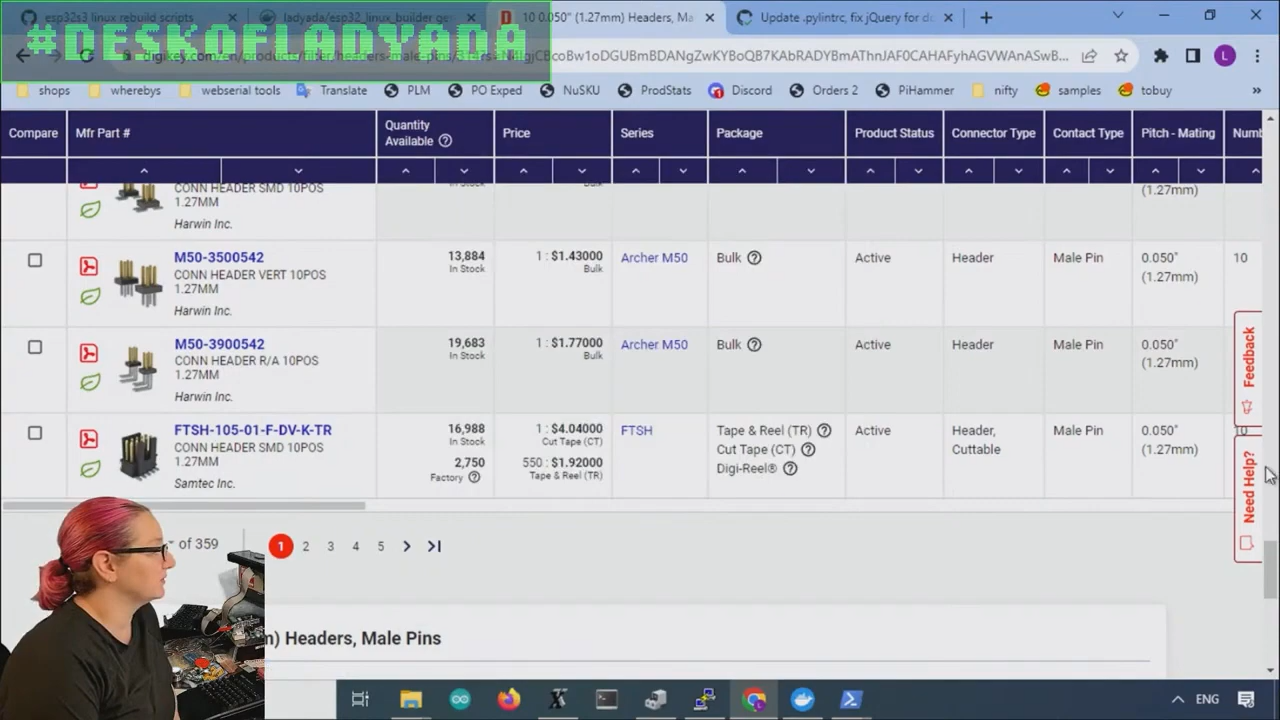 esp32s3 linux rebuild scripts
ladyada/esp32_linux_builder
10 0.050" (1.27mm) Headers, Ma
Update .pylintrc, fix jQuery for d
#DESKOFLADYADA
shops
wherebys
webserial tools
Translate
PLM
PO Exped
NuSKU
ProdStats
Discord
Orders 2
PiHammer
nifty
samples
tobuy
»
Compare
Mfr Part #
Quantity
Available
Price
Series
Package
Product Status
Connector Type
Contact Type
Pitch - Mating
CONN HEADER SMD 10POS
1.27MM
Harwin Inc.
(1.27mm)
M50-3500542
CONN HEADER VERT 10POS
1.27MM
Harwin Inc.
13,884
In Stock
1 : $1.43000
Bulk
Archer M50
Bulk
Active
Header
Male Pin
0.050"
(1.27mm)
10
M50-3900542
CONN HEADER R/A 10POS
1.27MM
Harwin Inc.
19,683
In Stock
1 : $1.77000
Bulk
Archer M50
Bulk
Active
Header
Male Pin
0.050"
(1.27mm)
FTSH-105-01-F-DV-K-TR
CONN HEADER SMD 10POS
1.27MM
Samtec Inc.
16,988
In Stock
2,750
Factory
1 : $4.04000
Cut Tape (CT)
550 : $1.92000
Tape & Reel (TR)
FTSH
Tape & Reel (TR)
Cut Tape (CT)
Digi-Reel®
Active
Header,
Cuttable
Male Pin
0.050"
(1.27mm)
10
Feedback
Need Help?
of 359
1 2 3 4 5
m) Headers, Male Pins
ENG